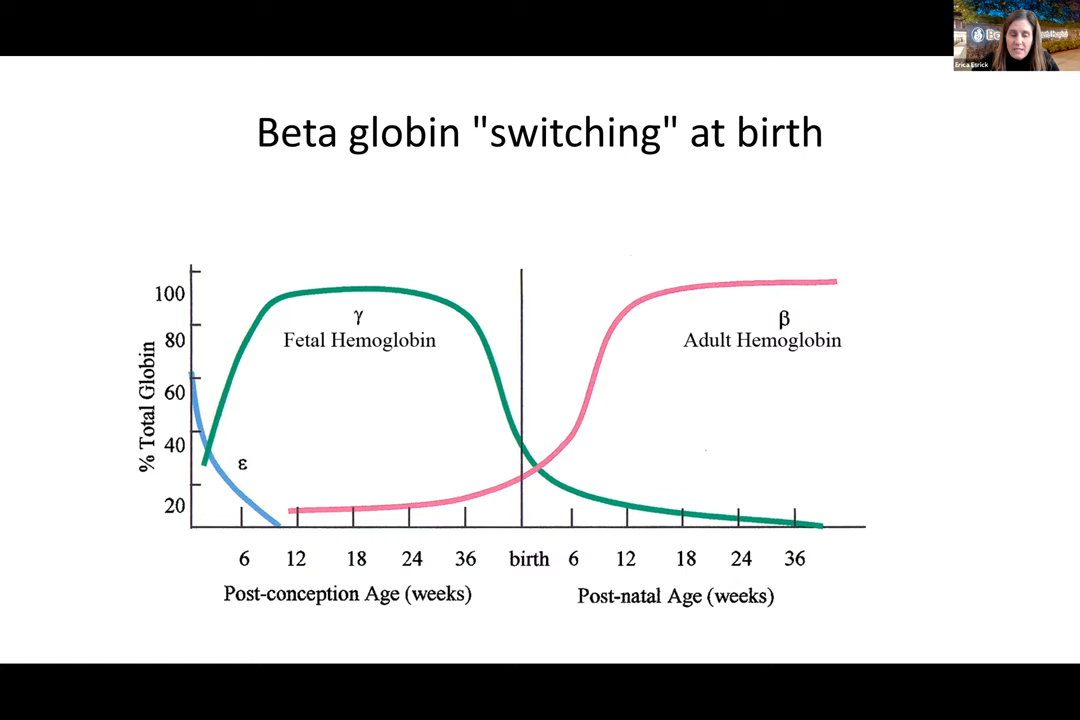 Erica Esrick
Beta globin "switching" at birth
% Total Globin
100
80
60
40
20
γ
Fetal Hemoglobin
β
Adult Hemoglobin
ε
6 12 18 24 36 birth 6 12 18 24 36
Post-conception Age (weeks)
Post-natal Age (weeks)